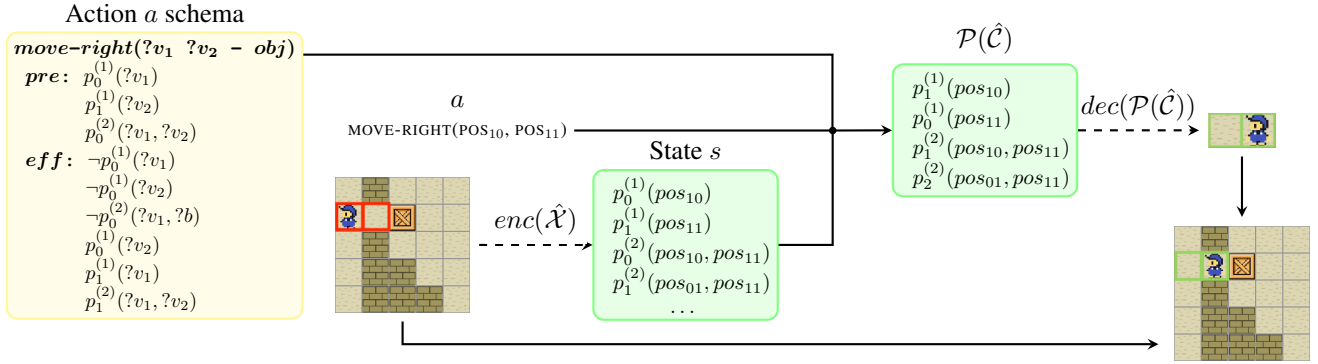 Action a schema
move-right(?v₁ ?v₂ - obj)
pre: p₀⁽¹⁾(?v₁)
p₁⁽¹⁾(?v₂)
p₀⁽²⁾(?v₁, ?v₂)
eff: ¬p₀⁽¹⁾(?v₁)
¬p₀⁽¹⁾(?v₂)
¬p₀⁽²⁾(?v₁, ?b)
p₀⁽¹⁾(?v₂)
p₁⁽¹⁾(?v₁)
p₁⁽²⁾(?v₁, ?v₂)
a
MOVE-RIGHT(POS₁₀, POS₁₁)
enc(𝒳̂)
State s
p₀⁽¹⁾(pos₁₀)
p₁⁽¹⁾(pos₁₁)
p₀⁽²⁾(pos₁₀, pos₁₁)
p₁⁽²⁾(pos₀₁, pos₁₁)
...
𝒫(𝒞̂)
p₁⁽¹⁾(pos₁₀)
p₀⁽¹⁾(pos₁₁)
p₁⁽²⁾(pos₁₀, pos₁₁)
p₂⁽²⁾(pos₀₁, pos₁₁)
dec(𝒫(𝒞̂))